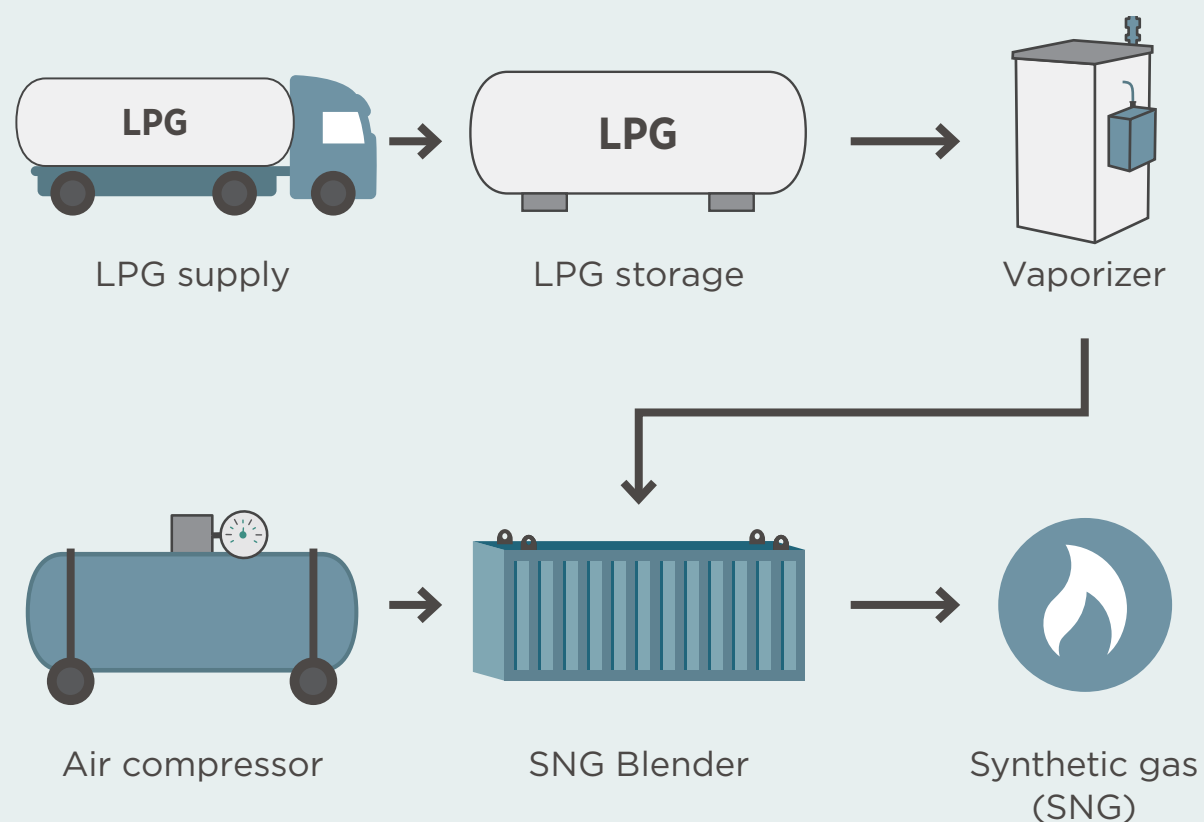 LPG
LPG
LPG supply
LPG storage
Vaporizer
Air compressor
SNG Blender
Synthetic gas
(SNG)